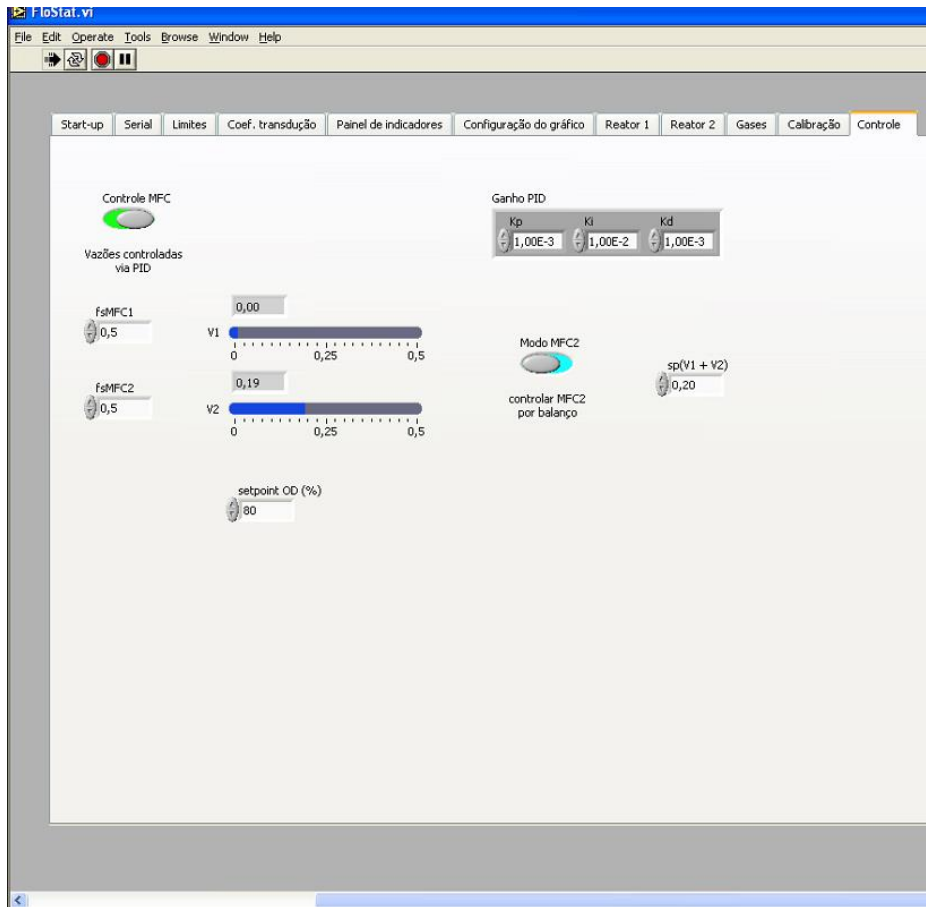 FloStat.vi
File Edit Operate Tools Browse Window Help
Start-up Serial Limites Coef. transdução Painel de indicadores Configuração do gráfico Reator 1 Reator 2 Gases Calibração Controle
Controle MFC
Vazões controladas
via PID
Ganho PID
Kp Ki Kd
1,00E-3 1,00E-2 1,00E-3
fsMFC1
0,5
0,00
V1
0 0,25 0,5
fsMFC2
0,5
0,19
V2
0 0,25 0,5
Modo MFC2
controlar MFC2
por balanço
sp(V1 + V2)
0,20
setpoint OD (%)
80